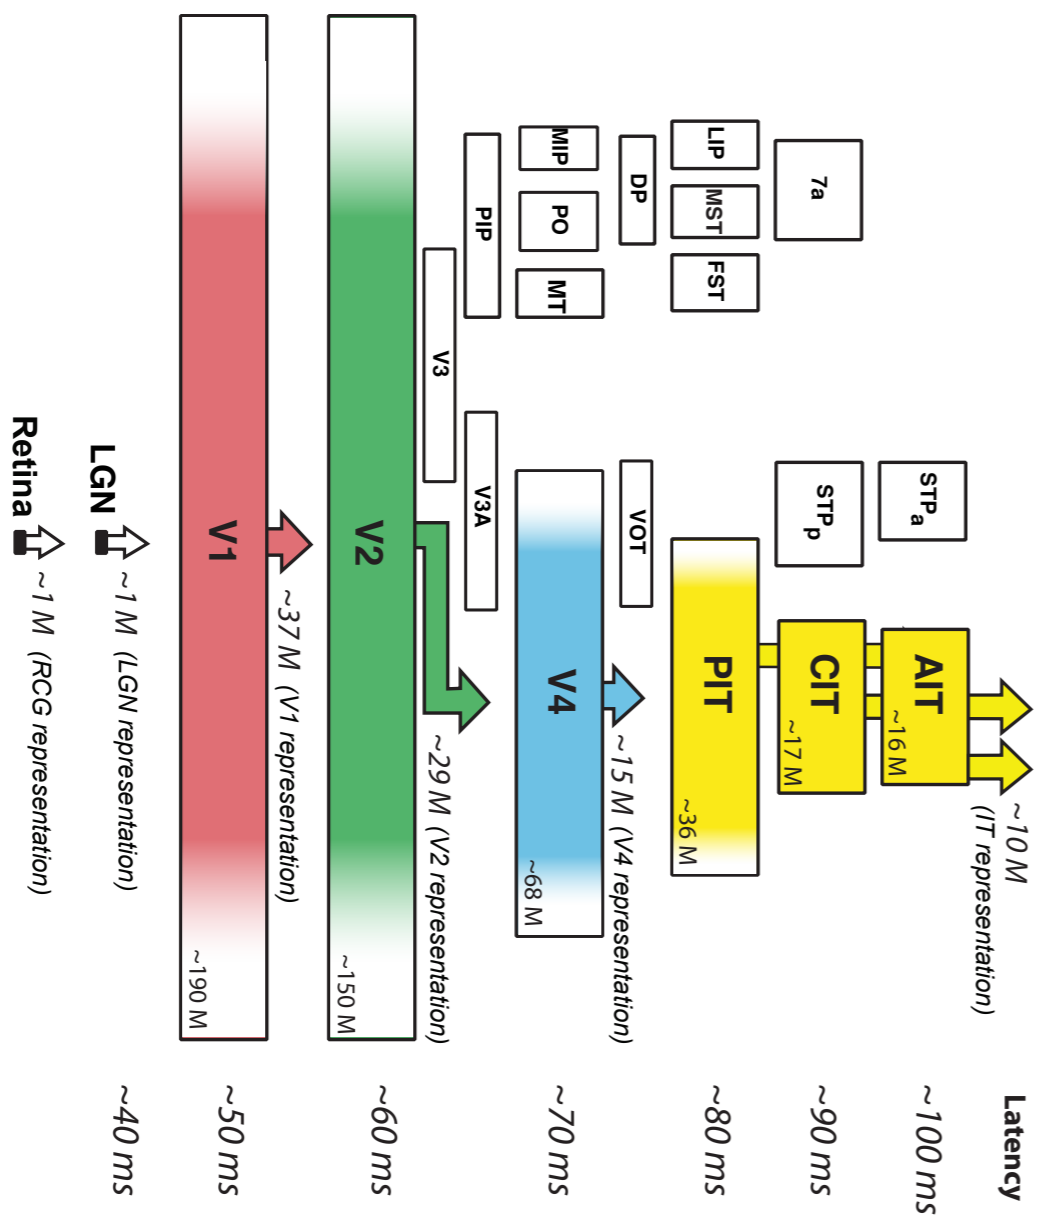 ~10 M
(IT representation)
Latency
STPa
AIT
~16 M
~100 ms
7a
STPp
CIT
~17 M
~90 ms
LIP
MST
FST
PIT
~36 M
~80 ms
DP
VOT
~15 M (V4 representation)
MIP
PO
MT
V4
~68 M
~70 ms
PIP
V3A
V3
~29 M (V2 representation)
V2
~150 M
~60 ms
~37 M (V1 representation)
V1
~190 M
~50 ms
LGN
~1 M (LGN representation)
~40 ms
Retina
~1 M (RCG representation)